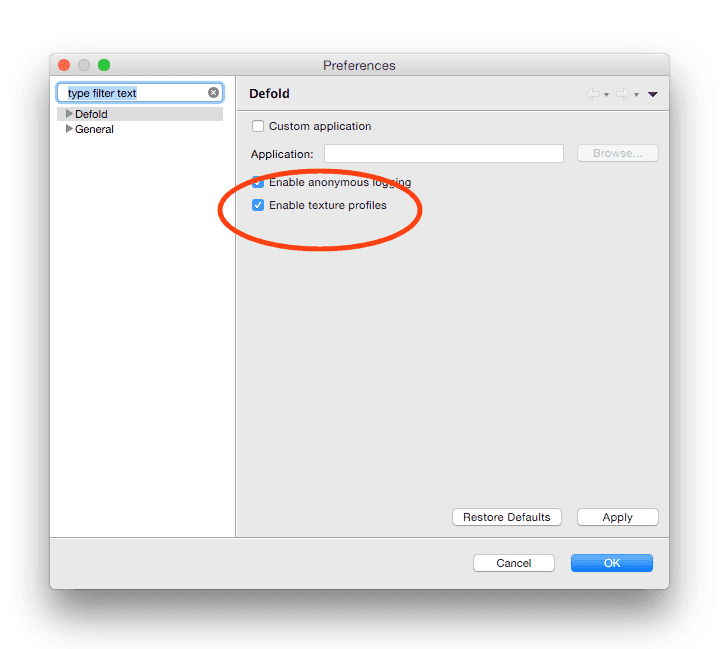 Preferences
type filter text
Defold
General
Defold
Custom application
Application:
Browse...
Enable anonymous logging
Enable texture profiles
Restore Defaults
Apply
Cancel
OK